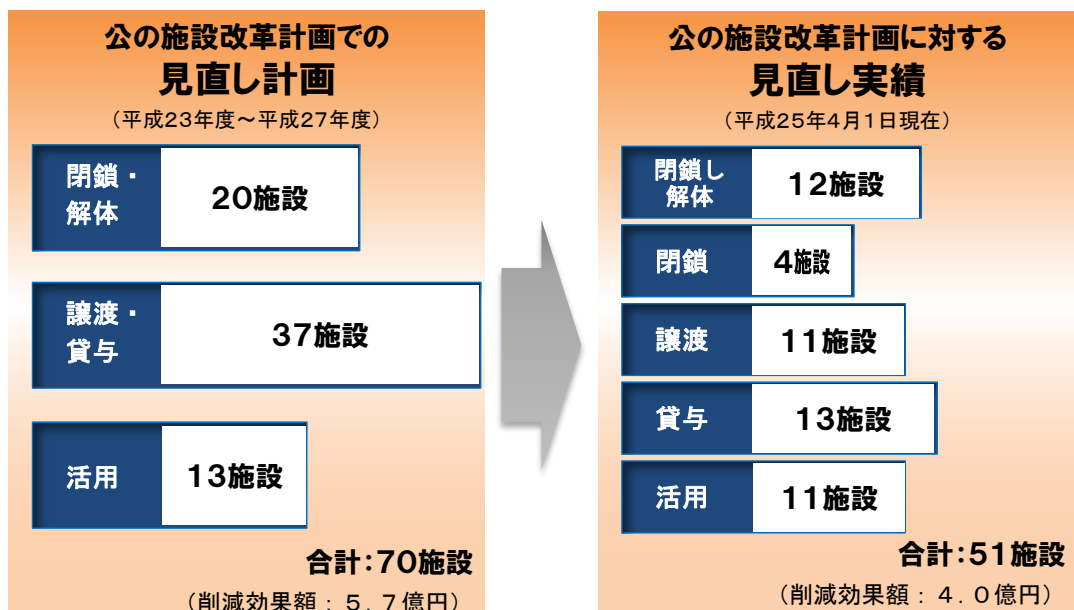 公の施設改革計画での
見直し計画
（平成23年度～平成27年度）
閉鎖・
解体
20施設
譲渡・
貸与
37施設
活用
13施設
合計：70施設
（削減効果額：５．７億円）
公の施設改革計画に対する
見直し実績
（平成25年4月1日現在）
閉鎖し
解体
12施設
閉鎖
4施設
譲渡
11施設
貸与
13施設
活用
11施設
合計：51施設
（削減効果額：４．０億円）